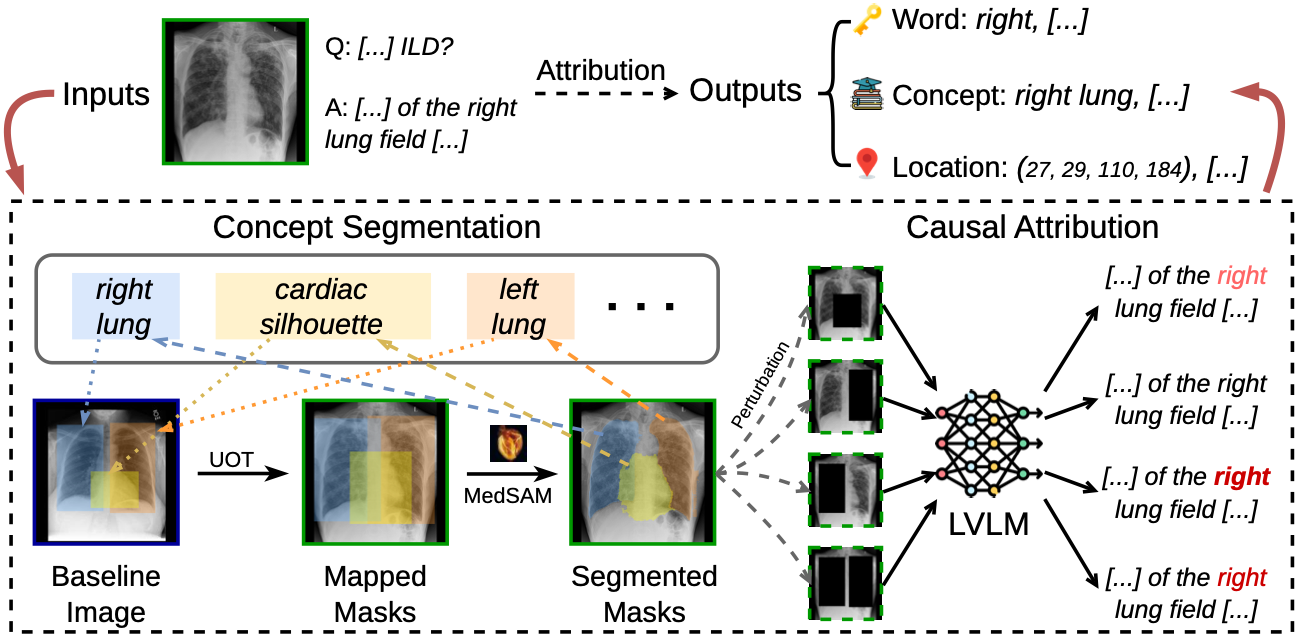 Inputs
Q: [...] ILD?
A: [...] of the right
lung field [...]
Attribution
Outputs
Word: right, [...]
Concept: right lung, [...]
Location: (27, 29, 110, 184), [...]
Concept Segmentation
Causal Attribution
right
lung
cardiac
silhouette
left
lung
. . .
UOT
MedSAM
Baseline
Image
Mapped
Masks
Segmented
Masks
Perturbation
LVLM
[...] of the right
lung field [...]
[...] of the right
lung field [...]
[...] of the right
lung field [...]
[...] of the right
lung field [...]